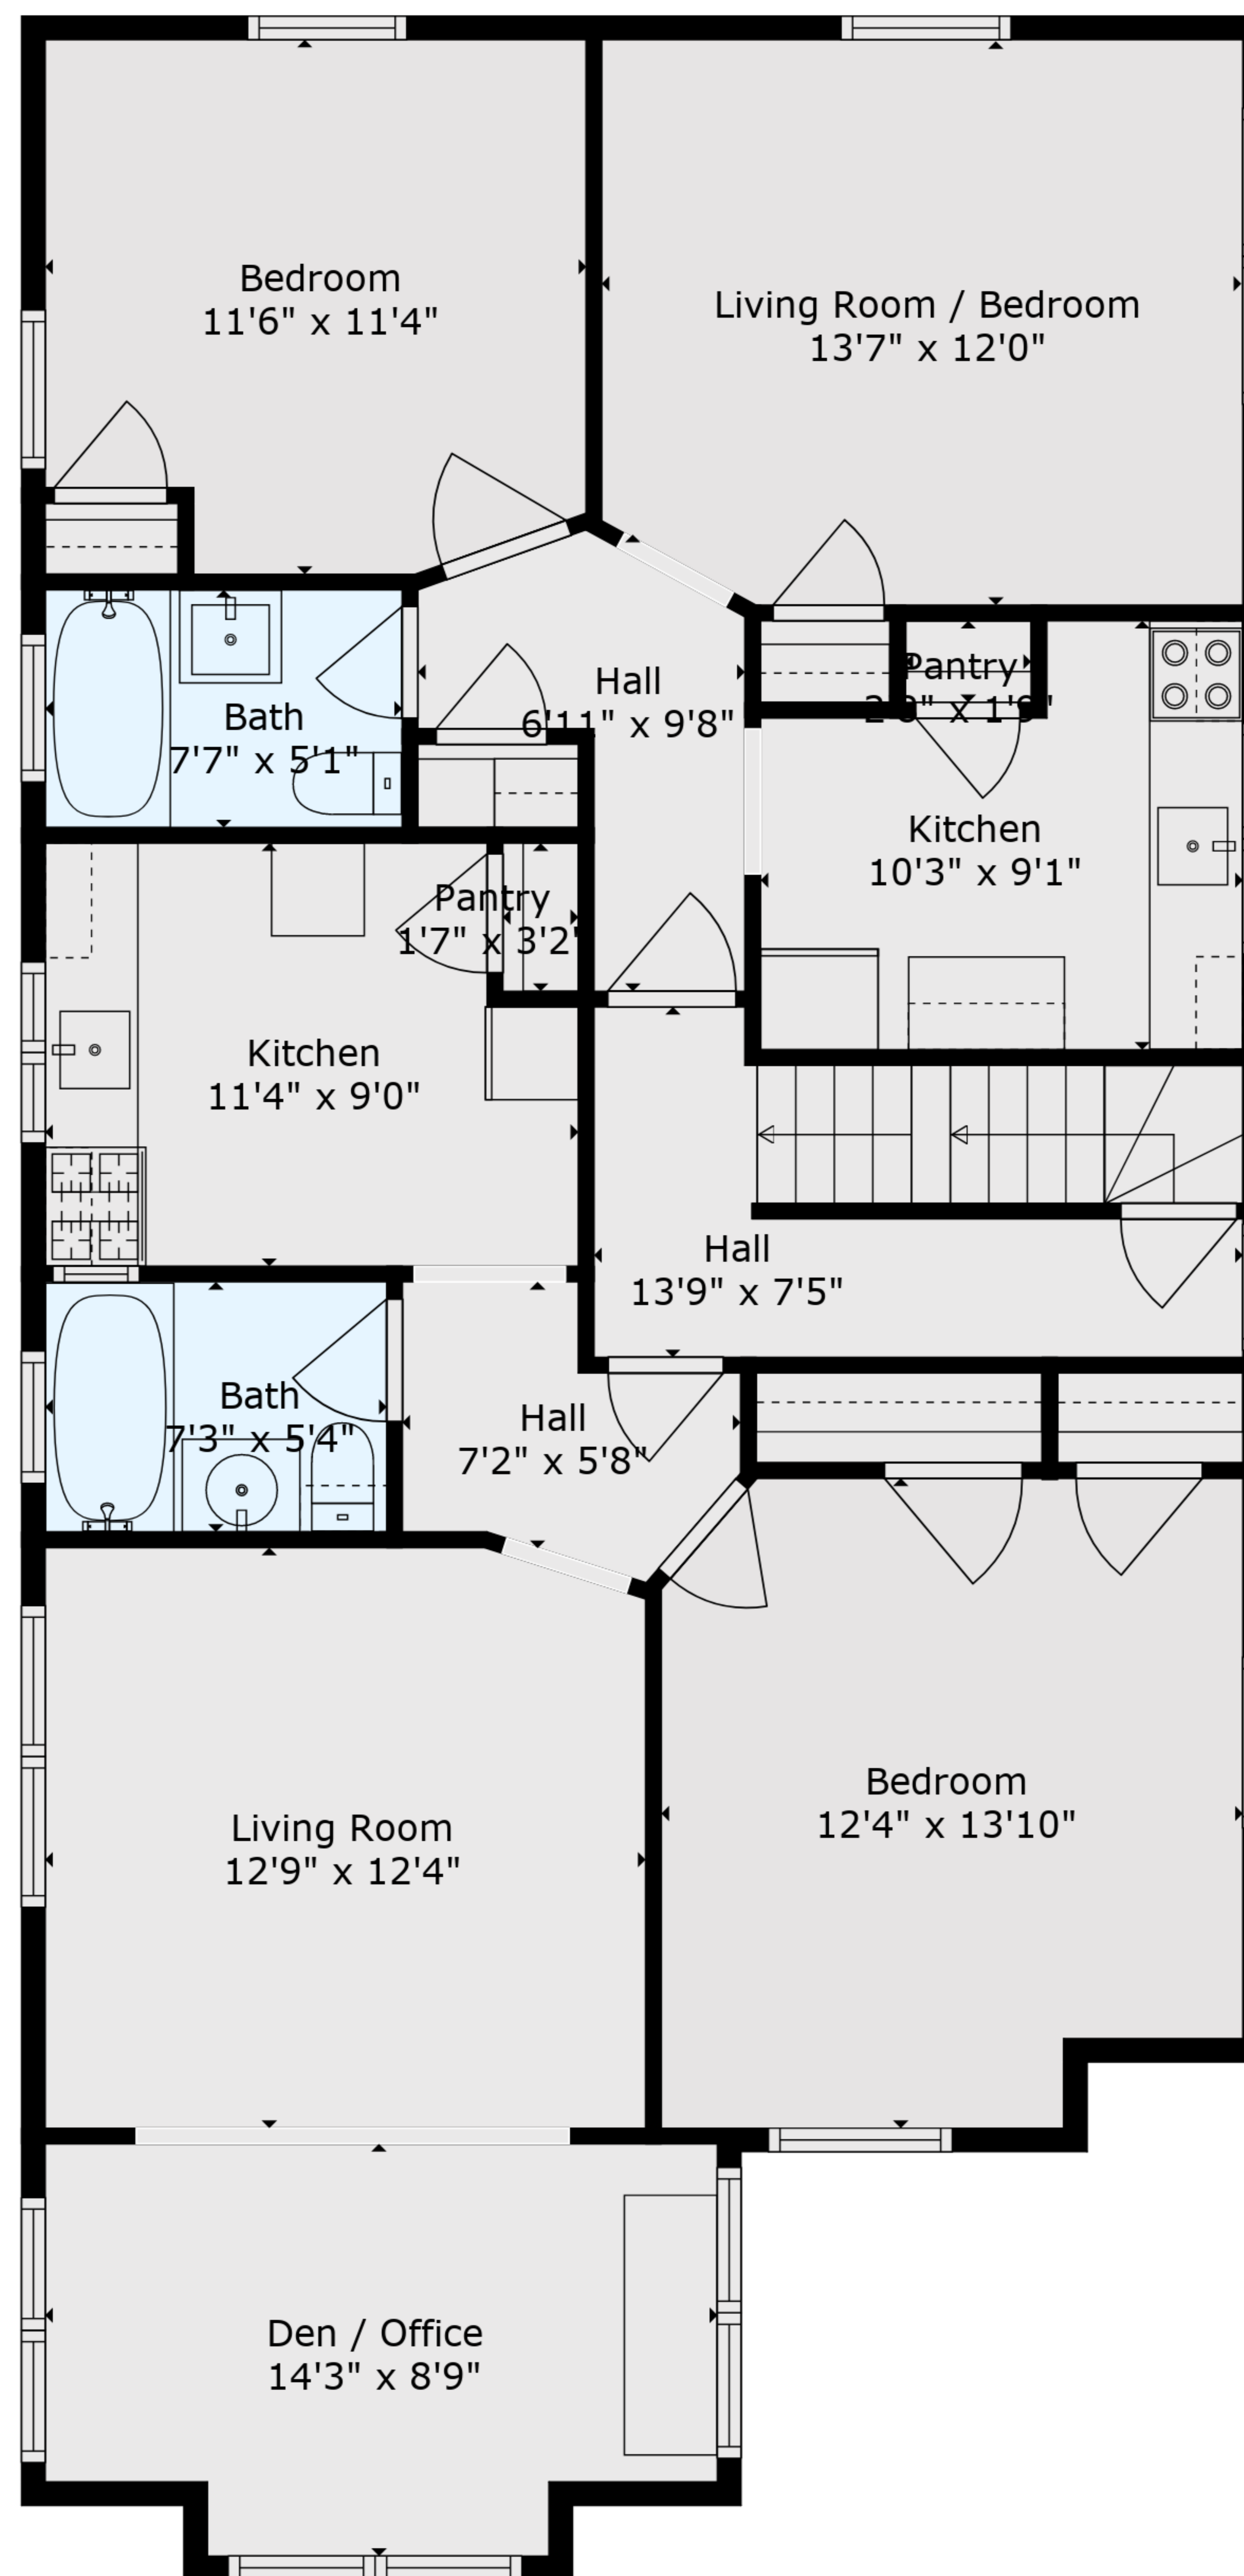 Bedroom
11'6" x 11'4"
Living Room / Bedroom
13'7" x 12'0"
Pantry
x 1'9"
Hall
6'11" x 9'8"
Bath
7'7" x 5'1"
Kitchen
10'3" x 9'1"
Pantry
1'7" x 3'2"
Kitchen
11'4" x 9'0"
Hall
13'9" x 7'5"
Bath
7'3" x 5'4"
Hall
7'2" x 5'8"
Bedroom
12'4" x 13'10"
Living Room
12'9" x 12'4"
Den / Office
14'3" x 8'9"